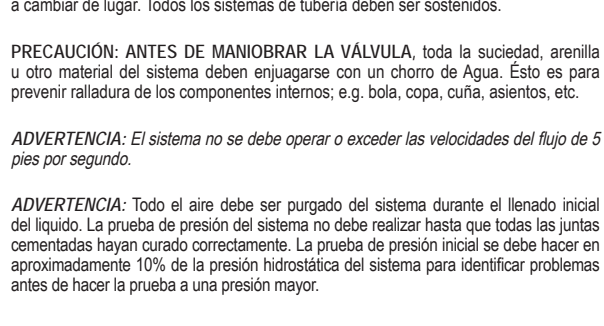 a cambiar de lugar. Todos los sistemas de tubería deben ser sostenidos.
PRECAUCIÓN: ANTES DE MANIOBRAR LA VÁLVULA, toda la suciedad, arenilla
u otro material del sistema deben enjuagarse con un chorro de Agua. Ésto es para
prevenir ralladura de los componentes internos; e.g. bola, copa, cuña, asientos, etc.
ADVERTENCIA: El sistema no se debe operar o exceder las velocidades del flujo de 5
pies por segundo.
ADVERTENCIA: Todo el aire debe ser purgado del sistema durante el llenado inicial
del liquido. La prueba de presión del sistema no debe realizar hasta que todas las juntas
cementadas hayan curado correctamente. La prueba de presión inicial se debe hacer en
aproximadamente 10% de la presión hidrostática del sistema para identificar problemas
antes de hacer la prueba a una presión mayor.